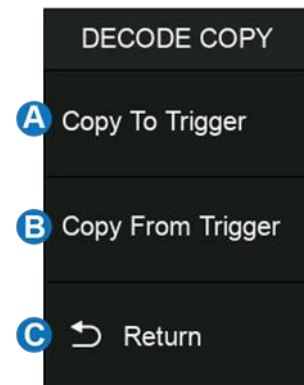 DECODE COPY
A Copy To Trigger
B Copy From Trigger
C Return